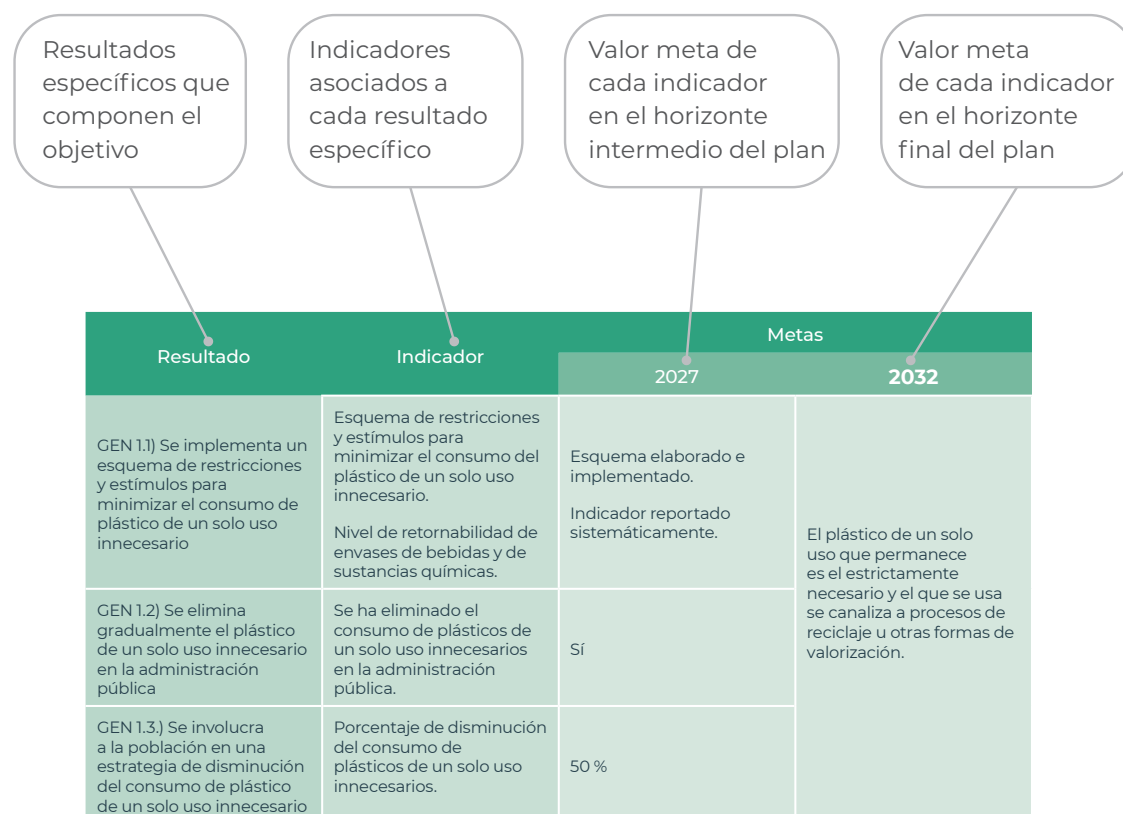 Resultados
específicos que
componen el
objetivo
Indicadores
asociados a
cada resultado
específico
Valor meta de
cada indicador
en el horizonte
intermedio del plan
Valor meta
de cada indicador
en el horizonte
final del plan
Resultado
Indicador
Metas
2027
2032
GEN 1.1) Se implementa un
esquema de restricciones
y estímulos para
minimizar el consumo de
plástico de un solo uso
innecesario
Esquema de restricciones
y estímulos para
minimizar el consumo del
plástico de un solo uso
innecesario.
Nivel de retornabilidad de
envases de bebidas y de
sustancias químicas.
Esquema elaborado e
implementado.
Indicador reportado
sistemáticamente.
El plástico de un solo
uso que permanece
es el estrictamente
necesario y el que se usa
se canaliza a procesos de
reciclaje u otras formas de
valorización.
GEN 1.2) Se elimina
gradualmente el plástico
de un solo uso innecesario
en la administración
pública
Se ha eliminado el
consumo de plásticos de
un solo uso innecesarios
en la administración
pública.
Sí
GEN 1.3.) Se involucra
a la población en una
estrategia de disminución
del consumo de plástico
de un solo uso innecesario
Porcentaje de disminución
del consumo de
plásticos de un solo uso
innecesarios.
50 %